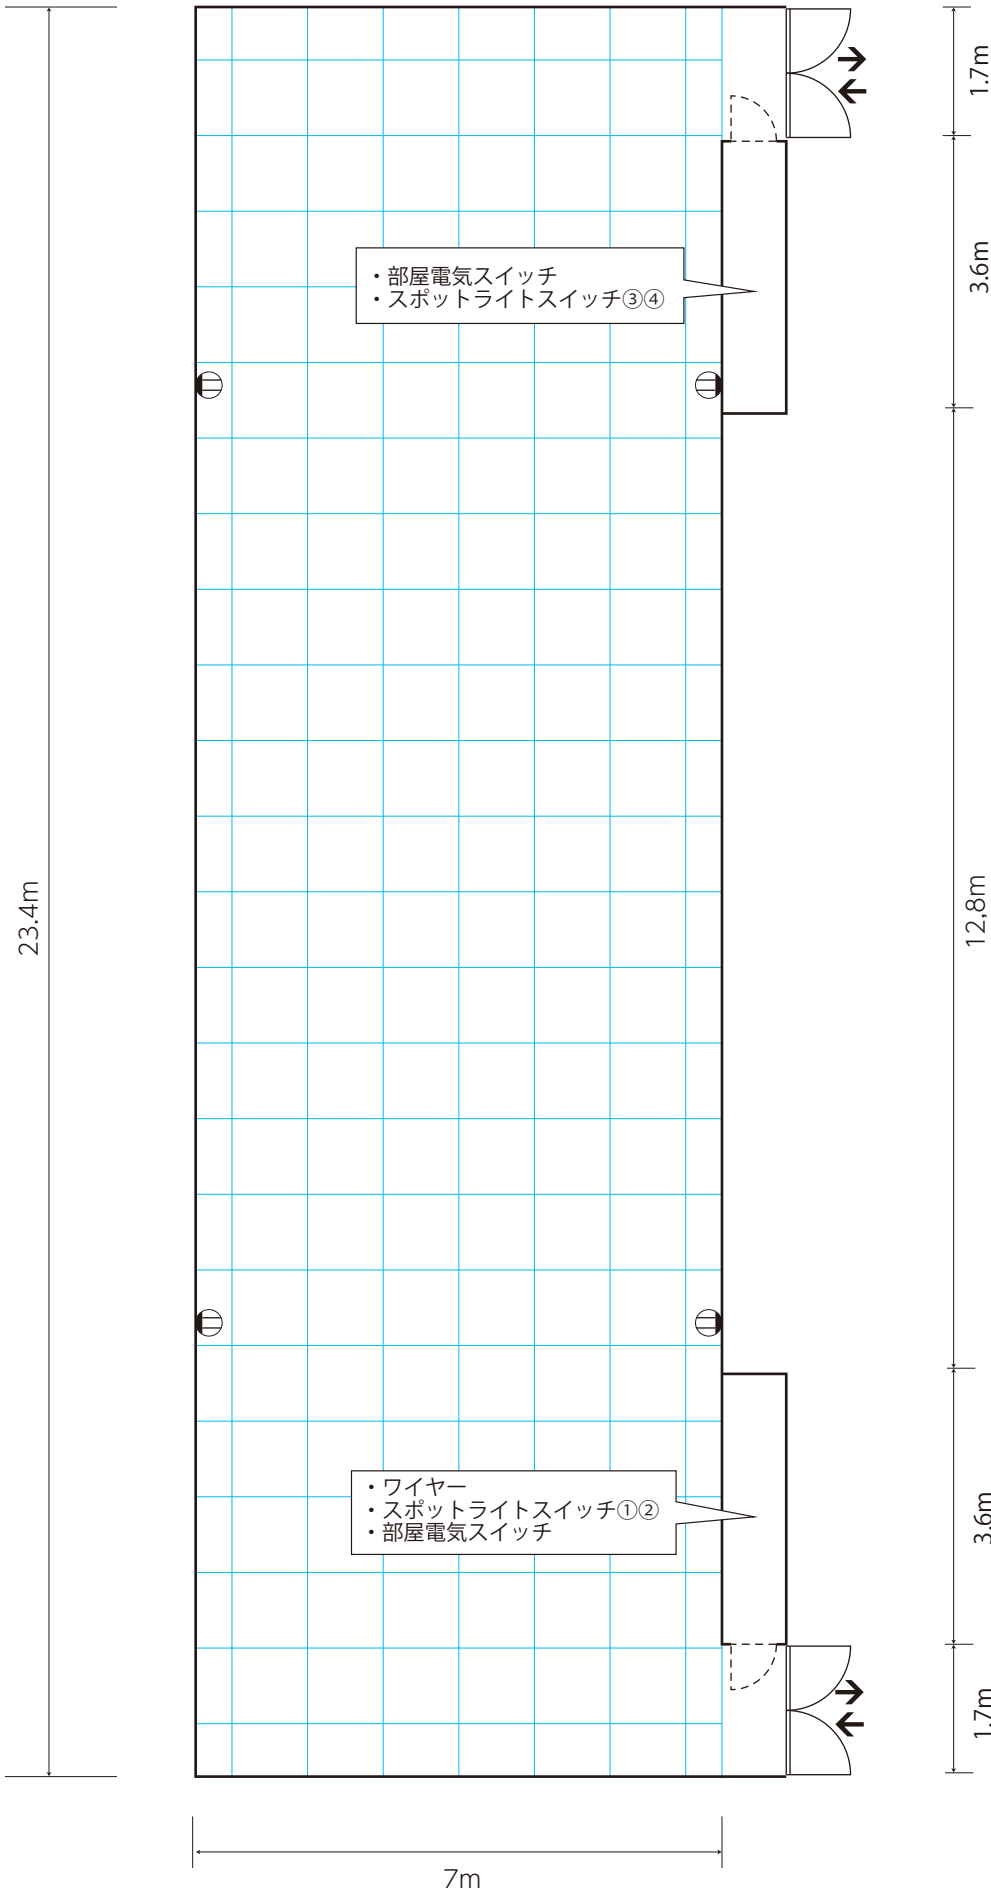 1.7m
・部屋電気スイッチ
・スポットライトスイッチ③④
3.6m
23.4m
12,8m
・ワイヤー
・スポットライトスイッチ①②
・部屋電気スイッチ
3.6m
1.7m
7m